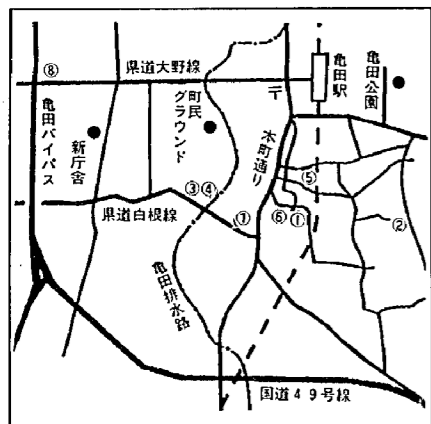 ⑧
県道大野線
〒
亀田駅
亀田公園
亀田バイパス
新庁舎
町民
グラウンド
本町通り
③④
県道白根線
⑦
⑤
⑥
①
②
亀田排水路
国道49号線